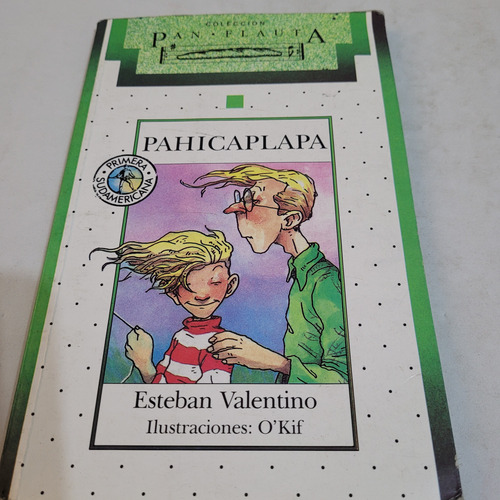 COLECCIÓN
PAN·FLAUTA
PAHICAPLAPA
PRIMERA
SUDAMERICANA
Esteban Valentino
Ilustraciones: O'Kif